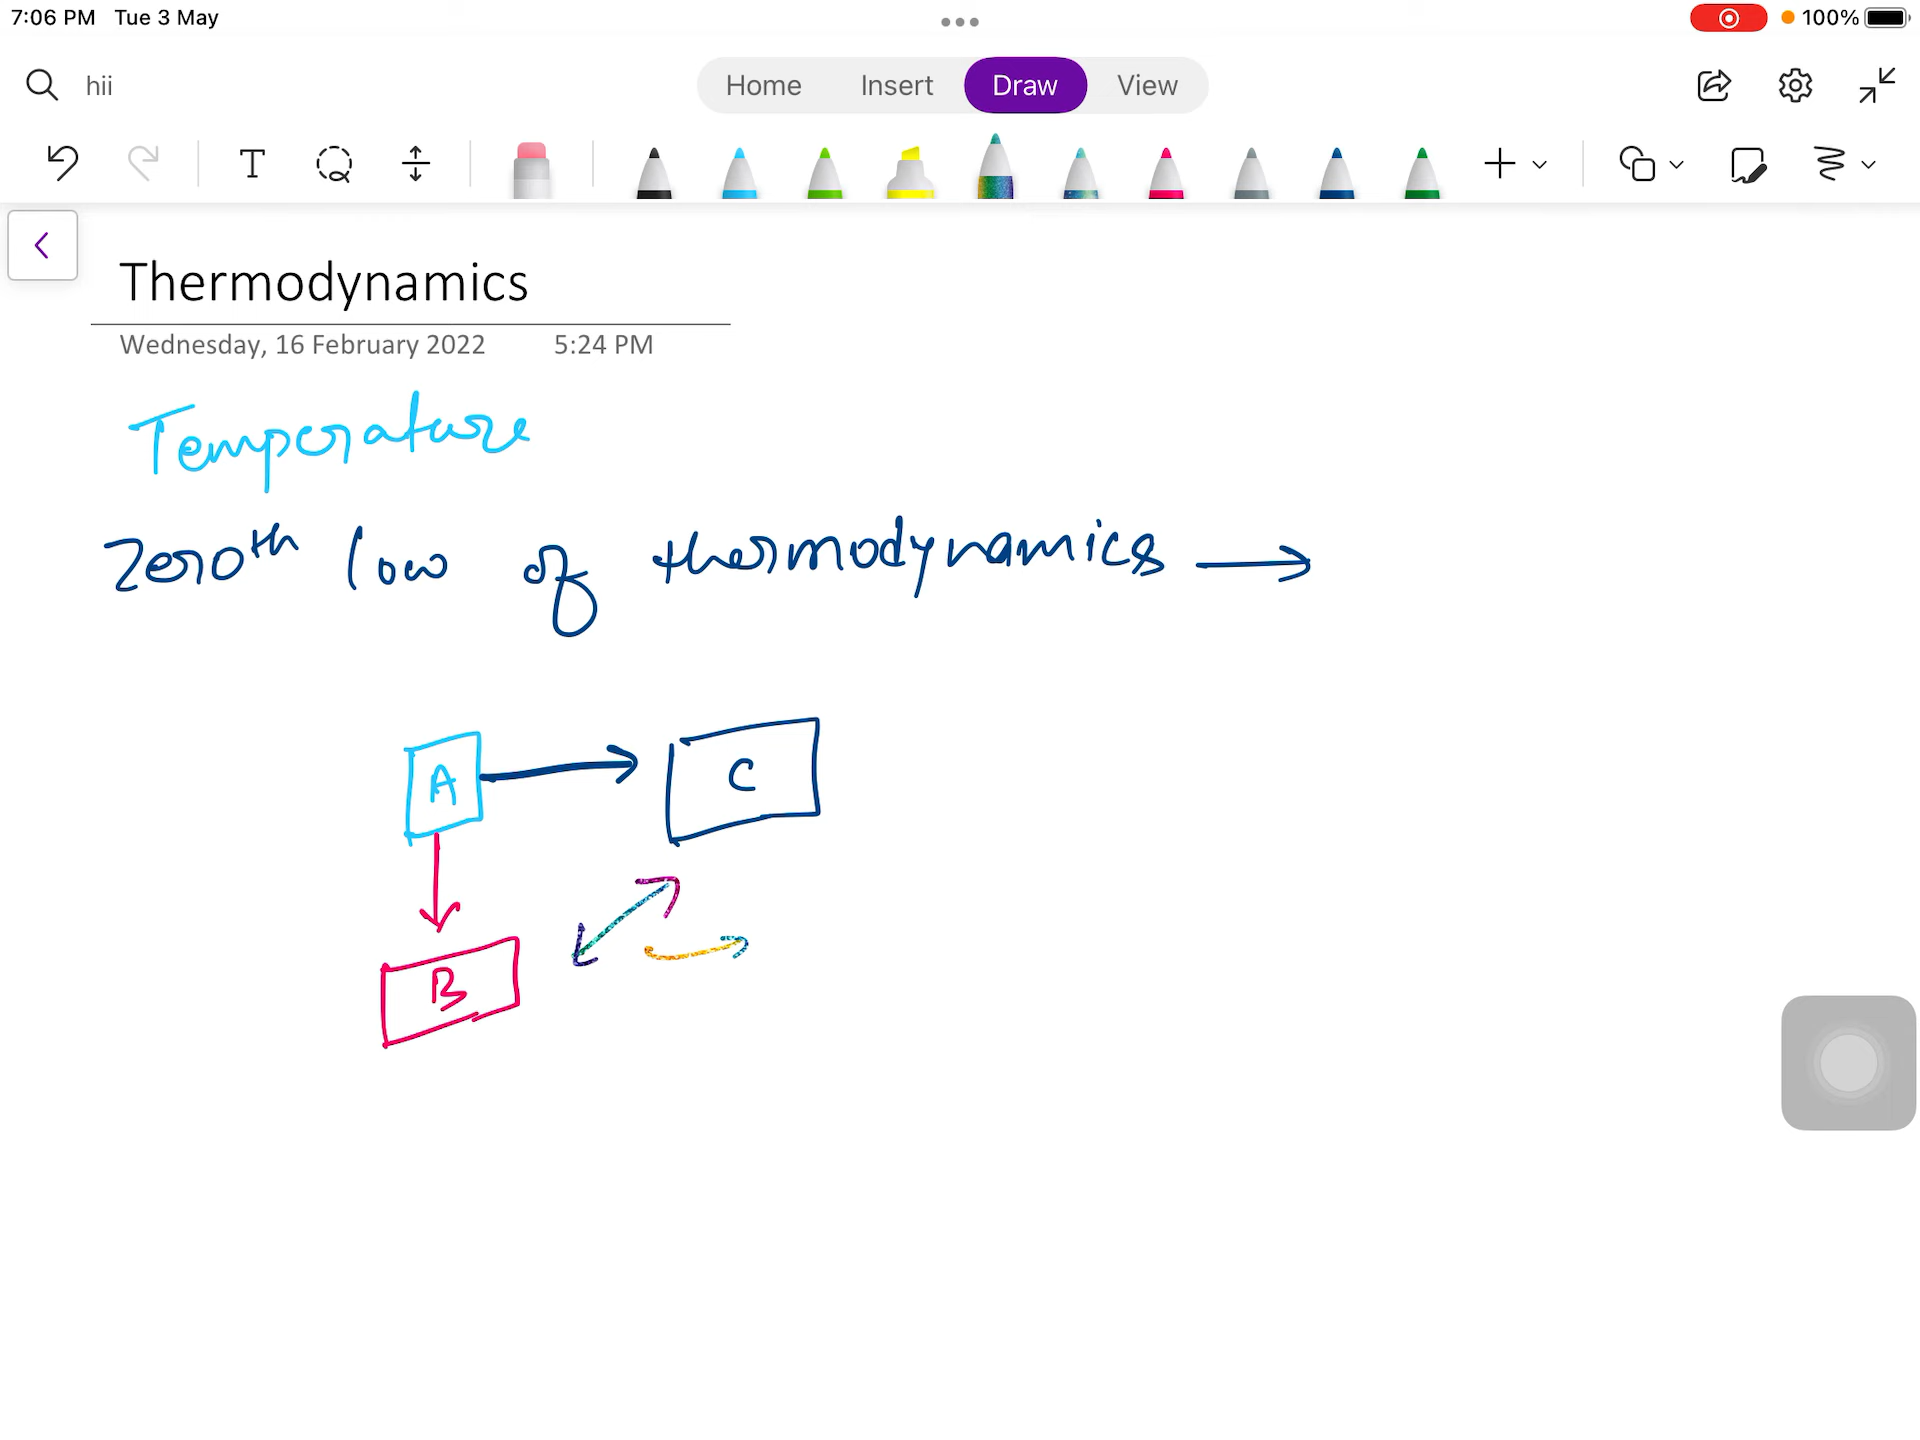 7:06 PM Tue 3 May 100%
hii Home Insert Draw View
T
Thermodynamics
Wednesday, 16 February 2022 5:24 PM
Temperature
Zeroth low of thermodynamics →
A C
B